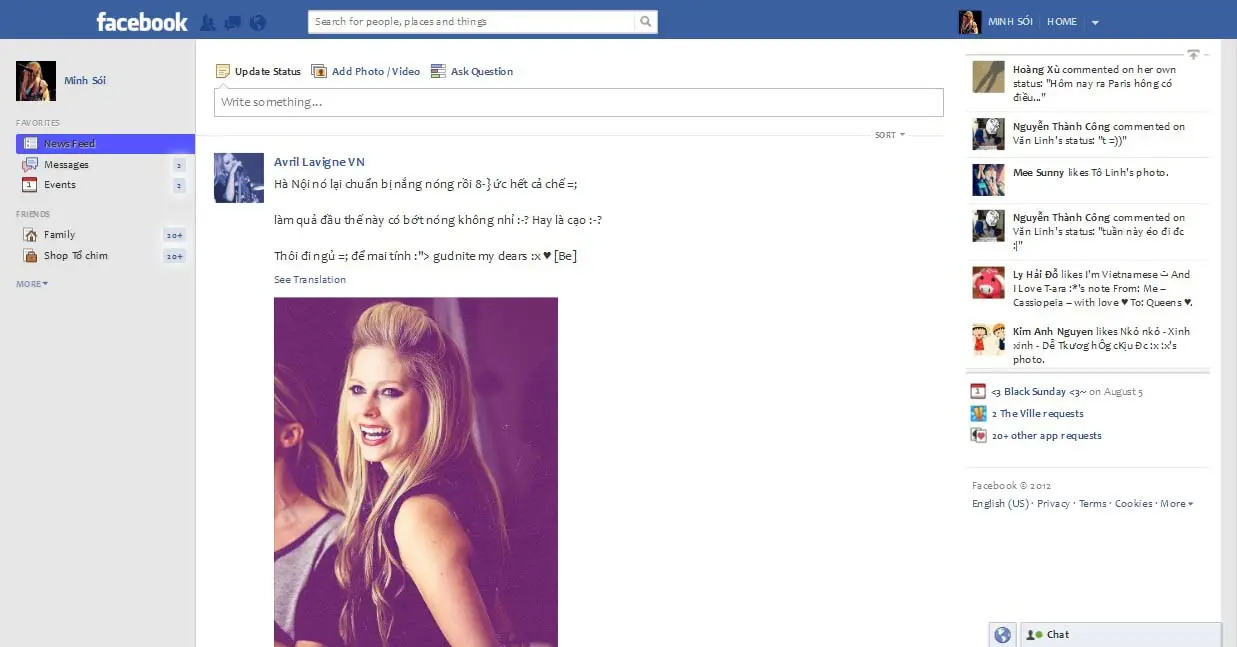 facebook
Search for people, places and things
MINH SÓI
HOME
Minh Sói
FAVORITES
News Feed
Messages 2
Events 2
FRIENDS
Family 20+
Shop Tổ chim 20+
MORE
Update Status Add Photo / Video Ask Question
Write something...
SORT
Avril Lavigne VN
Hà Nội nó lại chuẩn bị nắng nóng rồi 8-} ức hết cả chế =;
làm quả đầu thế này có bớt nóng không nhỉ :-? Hay là cạo :-?
Thôi đi ngủ =; để mai tính :"> gudnite my dears :x ♥ [Be]
See Translation
Hoàng Xù commented on her own
status: "Hôm nay ra Paris hông có
điều..."
Nguyễn Thành Công commented on
Văn Linh's status: "t =))"
Mee Sunny likes Tô Linh's photo.
Nguyễn Thành Công commented on
Văn Linh's status: "tuần này éo đi đc
:|"
Ly Hải Đỗ likes I'm Vietnamese And
I Love T-ara :*'s note From: Me –
Cassiopeia – with love ♥ To: Queens ♥.
Kim Anh Nguyen likes Nkỏ nkỏ - Xinh
xinh - Dễ Tkươg hÔg cKịu Đc :x :x's
photo.
<3 Black Sunday <3~ on August 5
2 The Ville requests
20+ other app requests
Facebook © 2012
English (US) · Privacy · Terms · Cookies · More
Chat